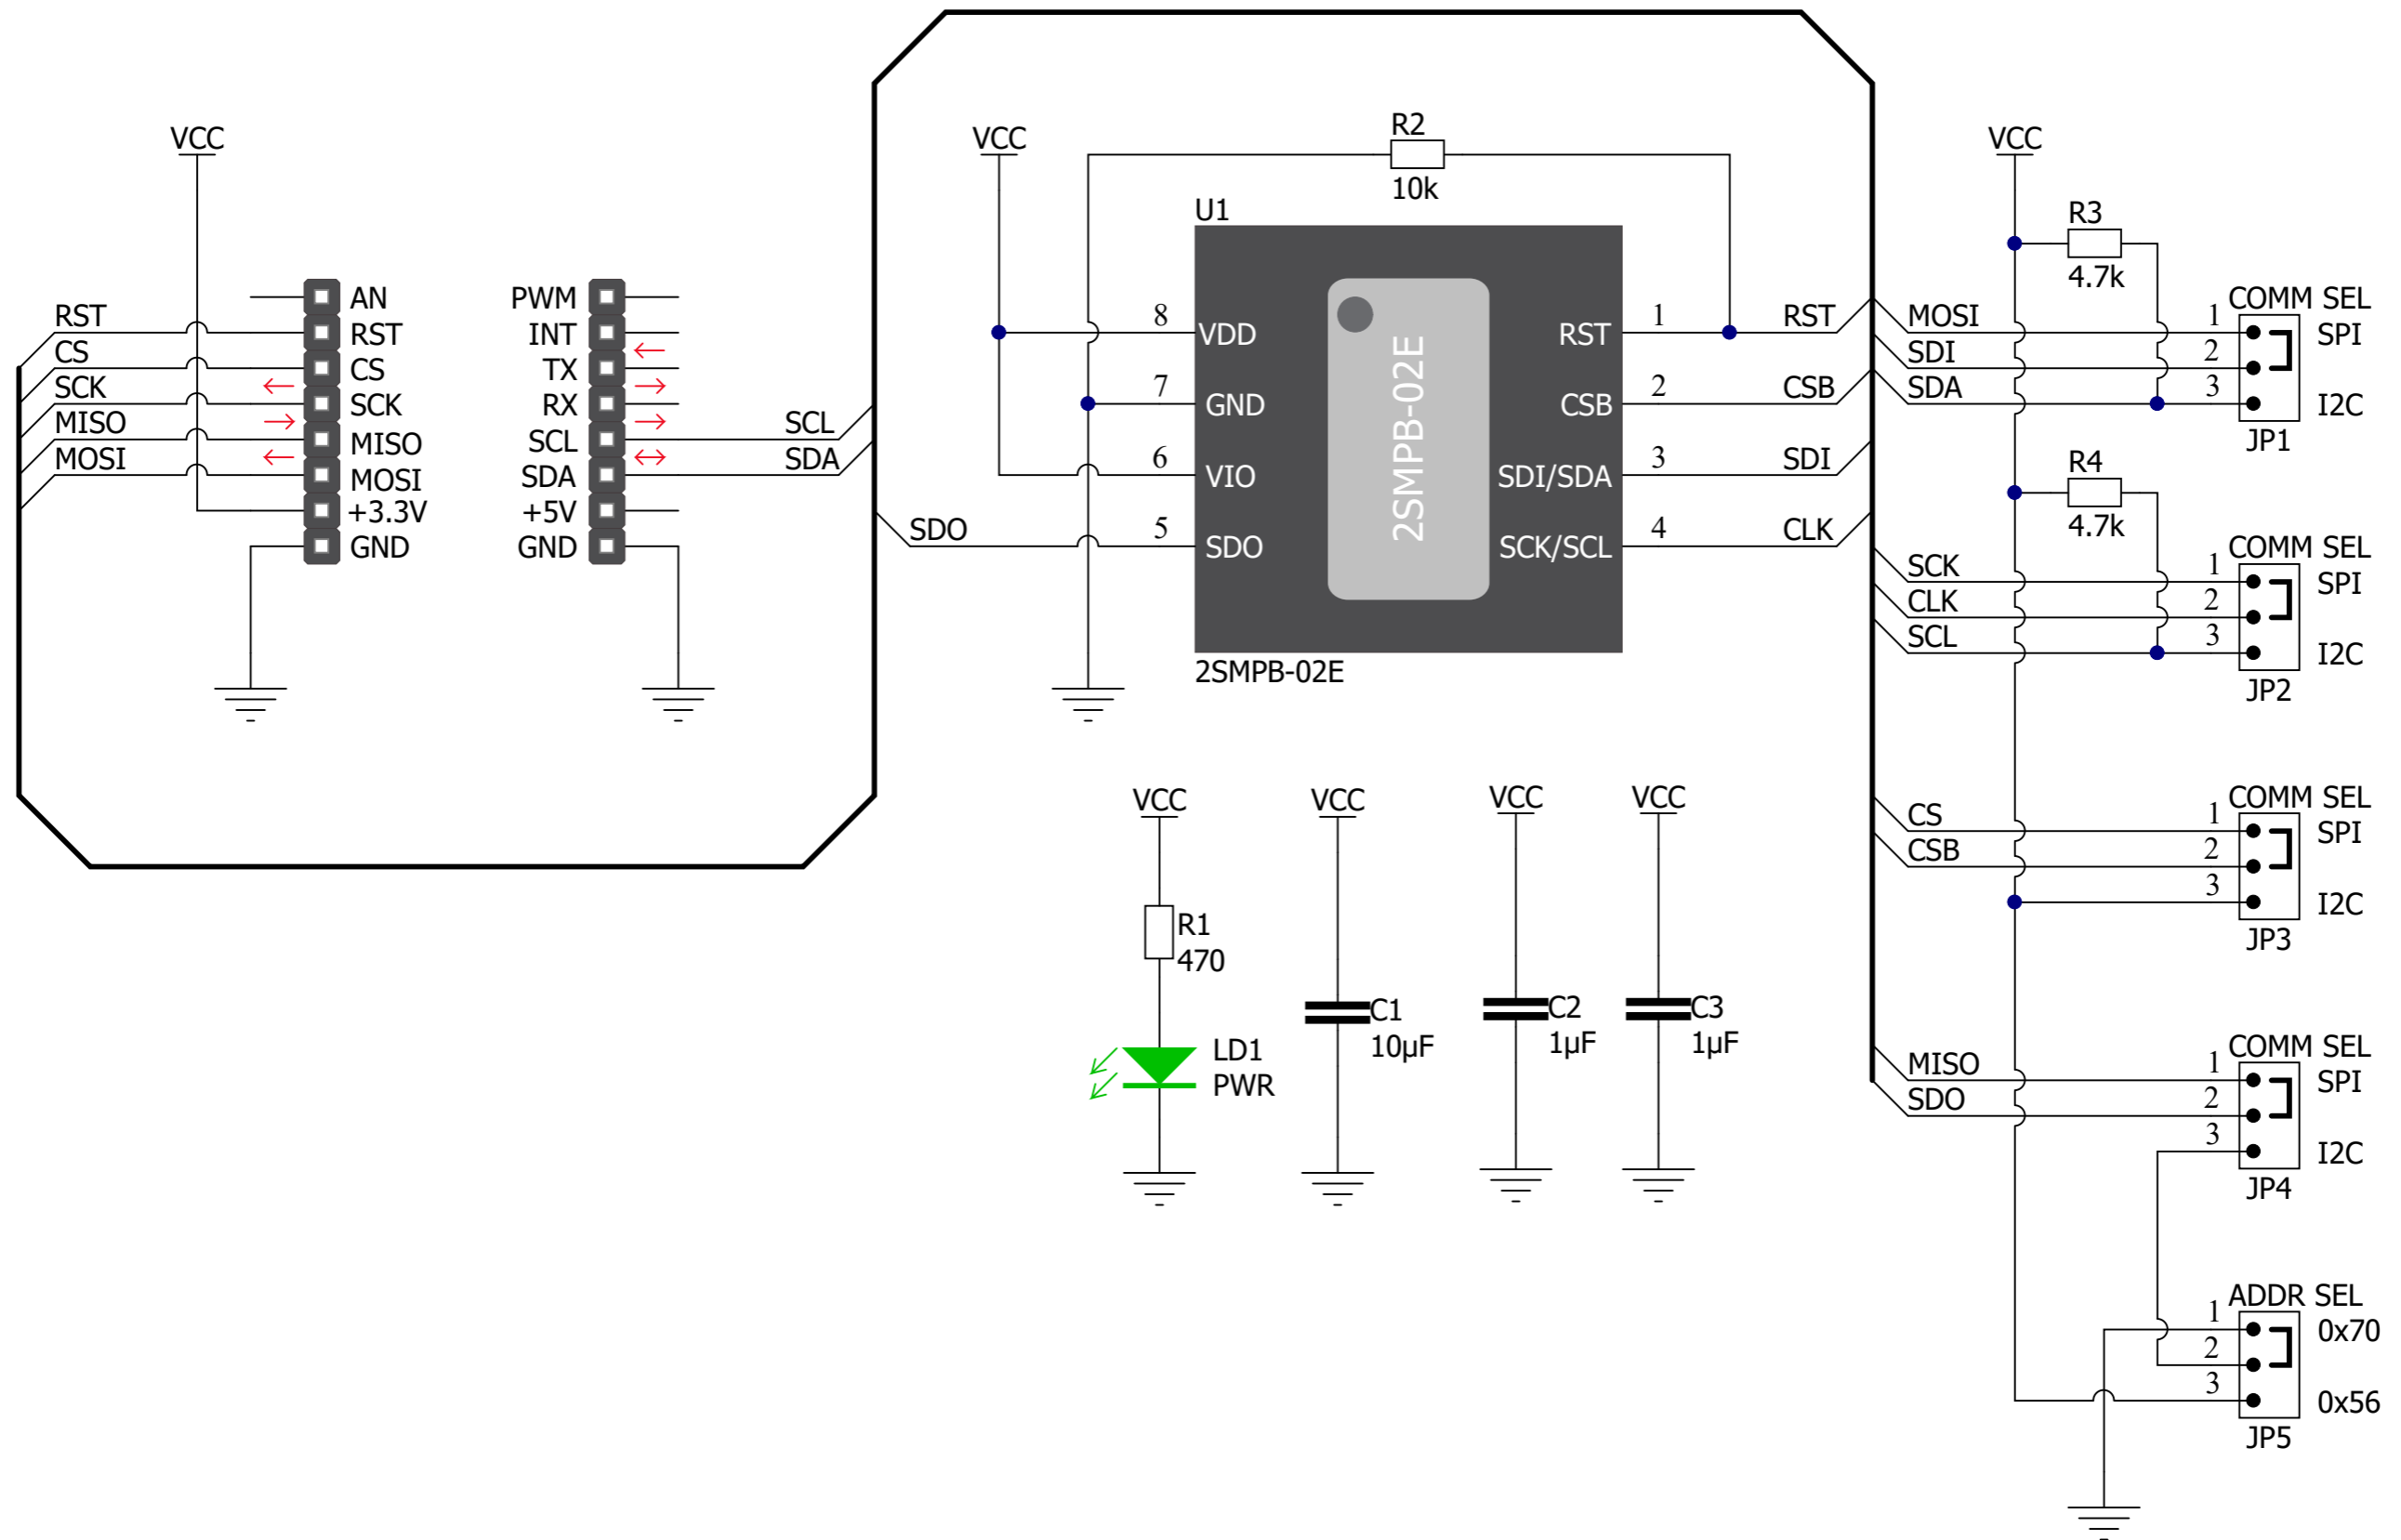 VCC
RST
CS
SCK
MISO
MOSI
AN
RST
CS
SCK
MISO
MOSI
+3.3V
GND
PWM
INT
TX
RX
SCL
SDA
+5V
GND
SCL
SDA
SDO
VCC
R2
10k
U1
8
7
6
5
VDD
GND
VIO
SDO
2SMPB-02E
RST
CSB
SDI/SDA
SCK/SCL
1
2
3
4
RST
CSB
SDI
CLK
2SMPB-02E
VCC
R1
470
LD1
PWR
VCC
C1
10µF
VCC
C2
1µF
VCC
C3
1µF
VCC
R3
4.7k
COMM SEL
MOSI 1 SPI
SDI 2
SDA 3 I2C
JP1
R4
4.7k
COMM SEL
SCK 1 SPI
CLK 2
SCL 3 I2C
JP2
COMM SEL
CS 1 SPI
CSB 2
3 I2C
JP3
COMM SEL
MISO 1 SPI
SDO 2
3 I2C
JP4
ADDR SEL
1 0x70
2
3 0x56
JP5